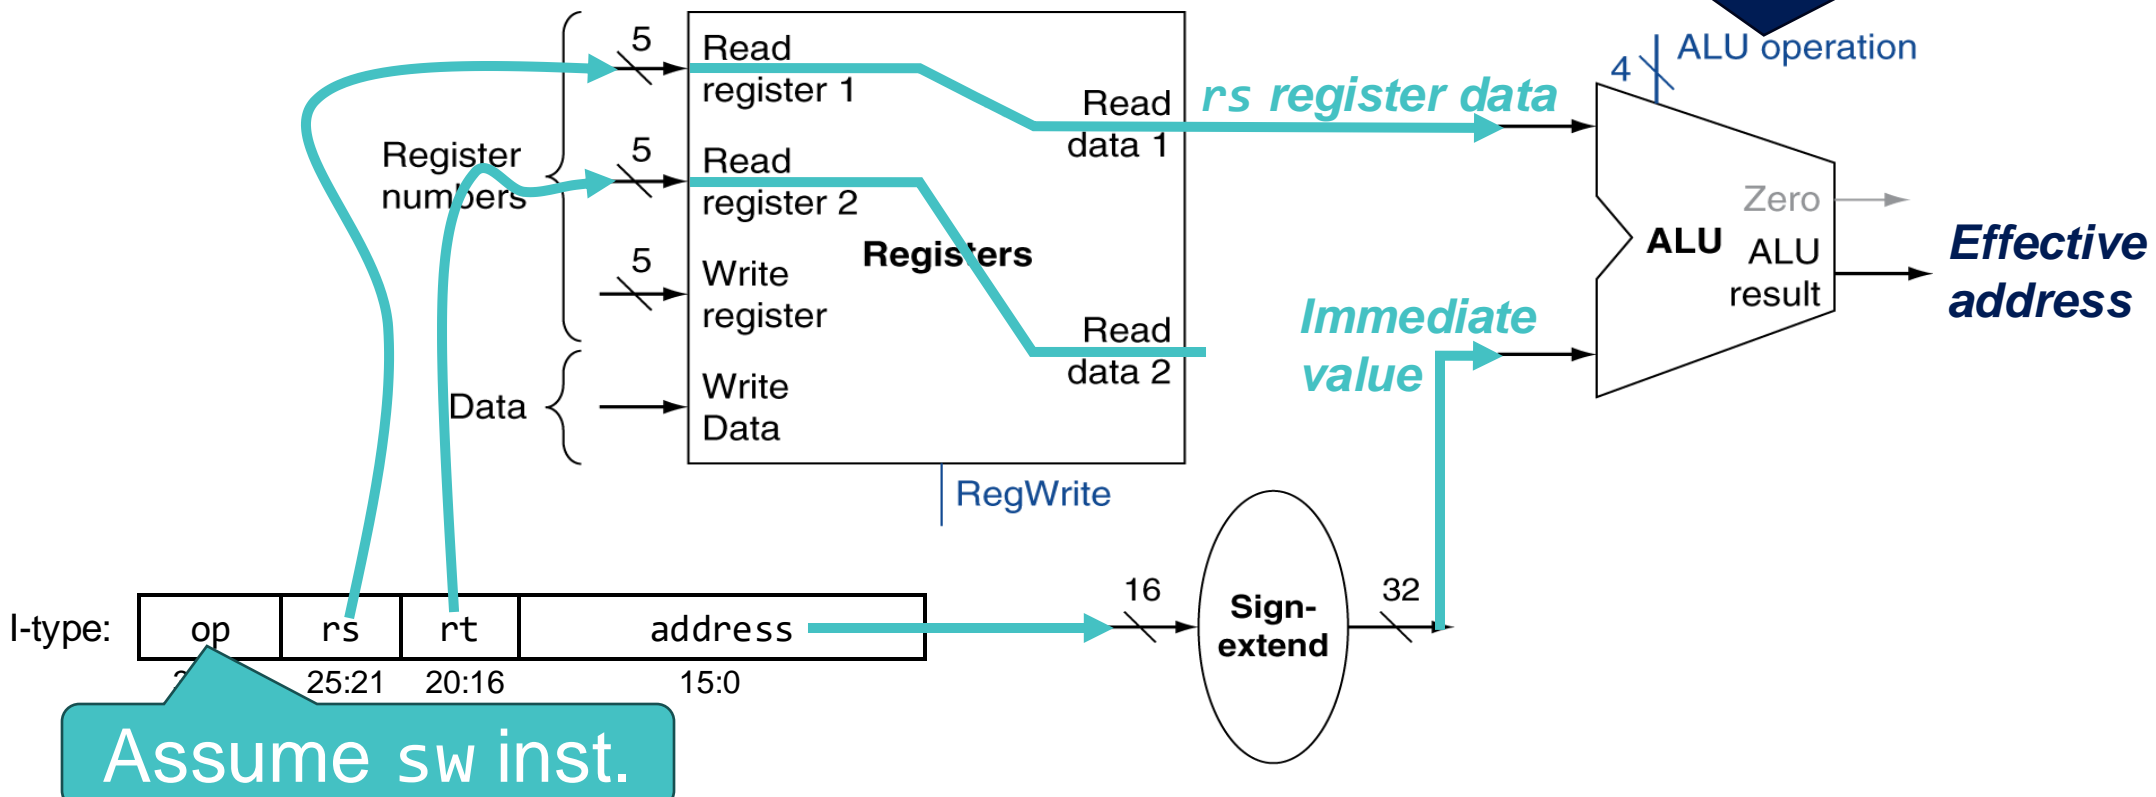 5
Read
register 1
Read
data 1
rs register data
4
ALU operation
Register
numbers
5
Read
register 2
Registers
Zero
ALU
ALU
result
Effective
address
5
Write
register
Read
data 2
Immediate
value
Data
Write
Data
RegWrite
I-type:
op
rs
rt
address
25:21
20:16
15:0
16
Sign-
extend
32
Assume sw inst.